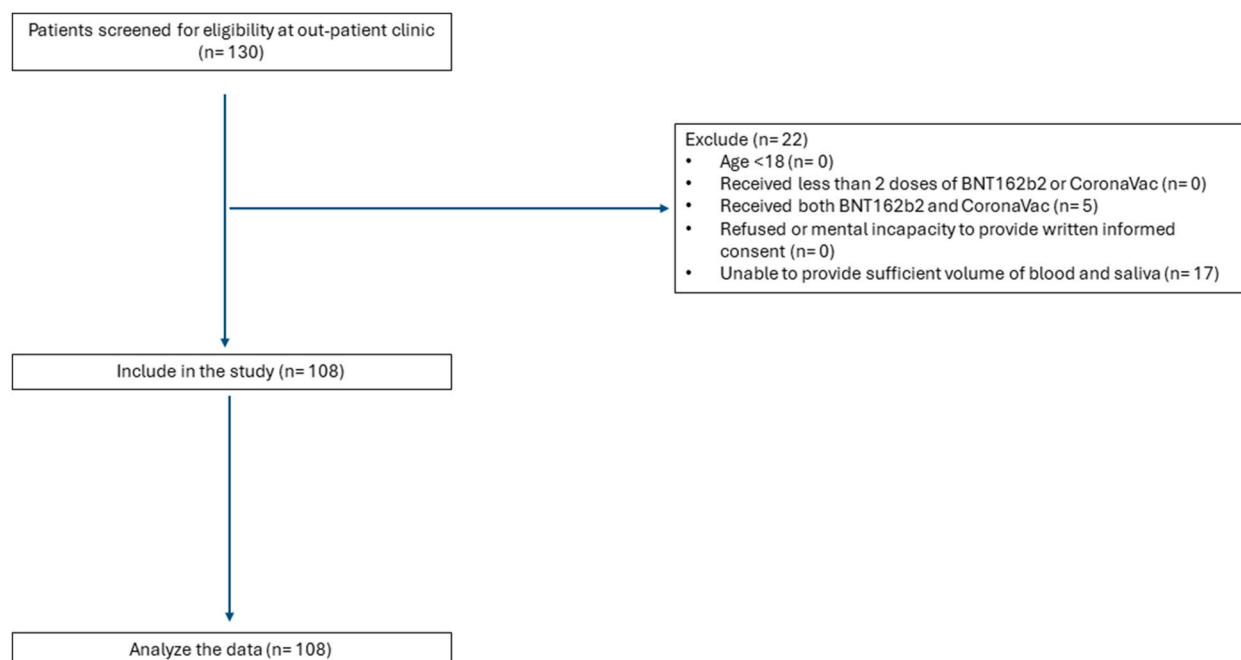 Patients screened for eligibility at out-patient clinic
(n= 130)
Exclude (n= 22)
• Age <18 (n= 0)
• Received less than 2 doses of BNT162b2 or CoronaVac (n= 0)
• Received both BNT162b2 and CoronaVac (n= 5)
• Refused or mental incapacity to provide written informed
consent (n= 0)
• Unable to provide sufficient volume of blood and saliva (n= 17)
Include in the study (n= 108)
Analyze the data (n= 108)